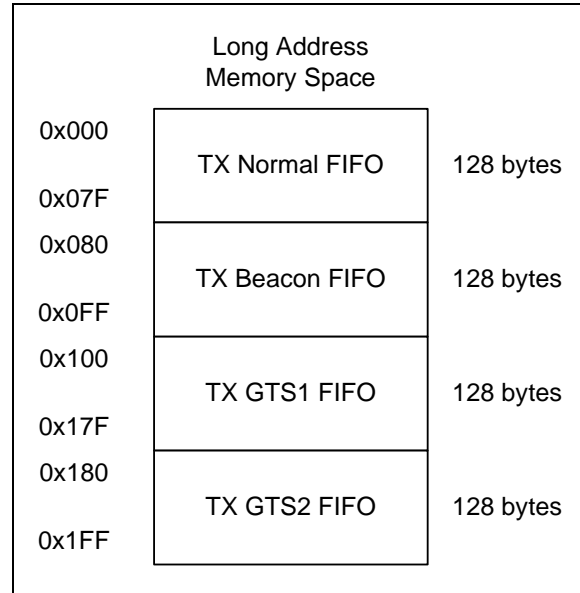 Long Address
Memory Space
0x000
TX Normal FIFO 128 bytes
0x07F
0x080
TX Beacon FIFO 128 bytes
0x0FF
0x100
TX GTS1 FIFO 128 bytes
0x17F
0x180
TX GTS2 FIFO 128 bytes
0x1FF